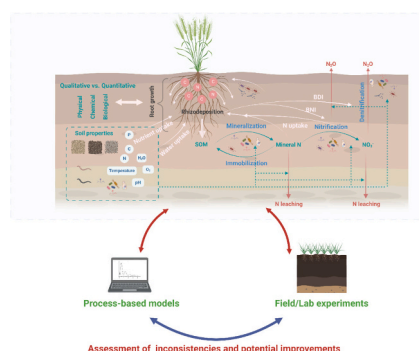 N₂O
N₂O
Qualitative vs. Quantitative
Physical
Chemical
Biological
Root growth
Rhizodeposition
BDI
BNI
Denitrification
Soil properties
P
K
N
H₂O
Temperature
O₂
pH
Mineralization
N uptake
Nitrification
SOM
Mineral N
NO₃
Immobilization
N leaching
N leaching
Process-based models
Field/Lab experiments
Assessment of inconsistencies and potential improvements